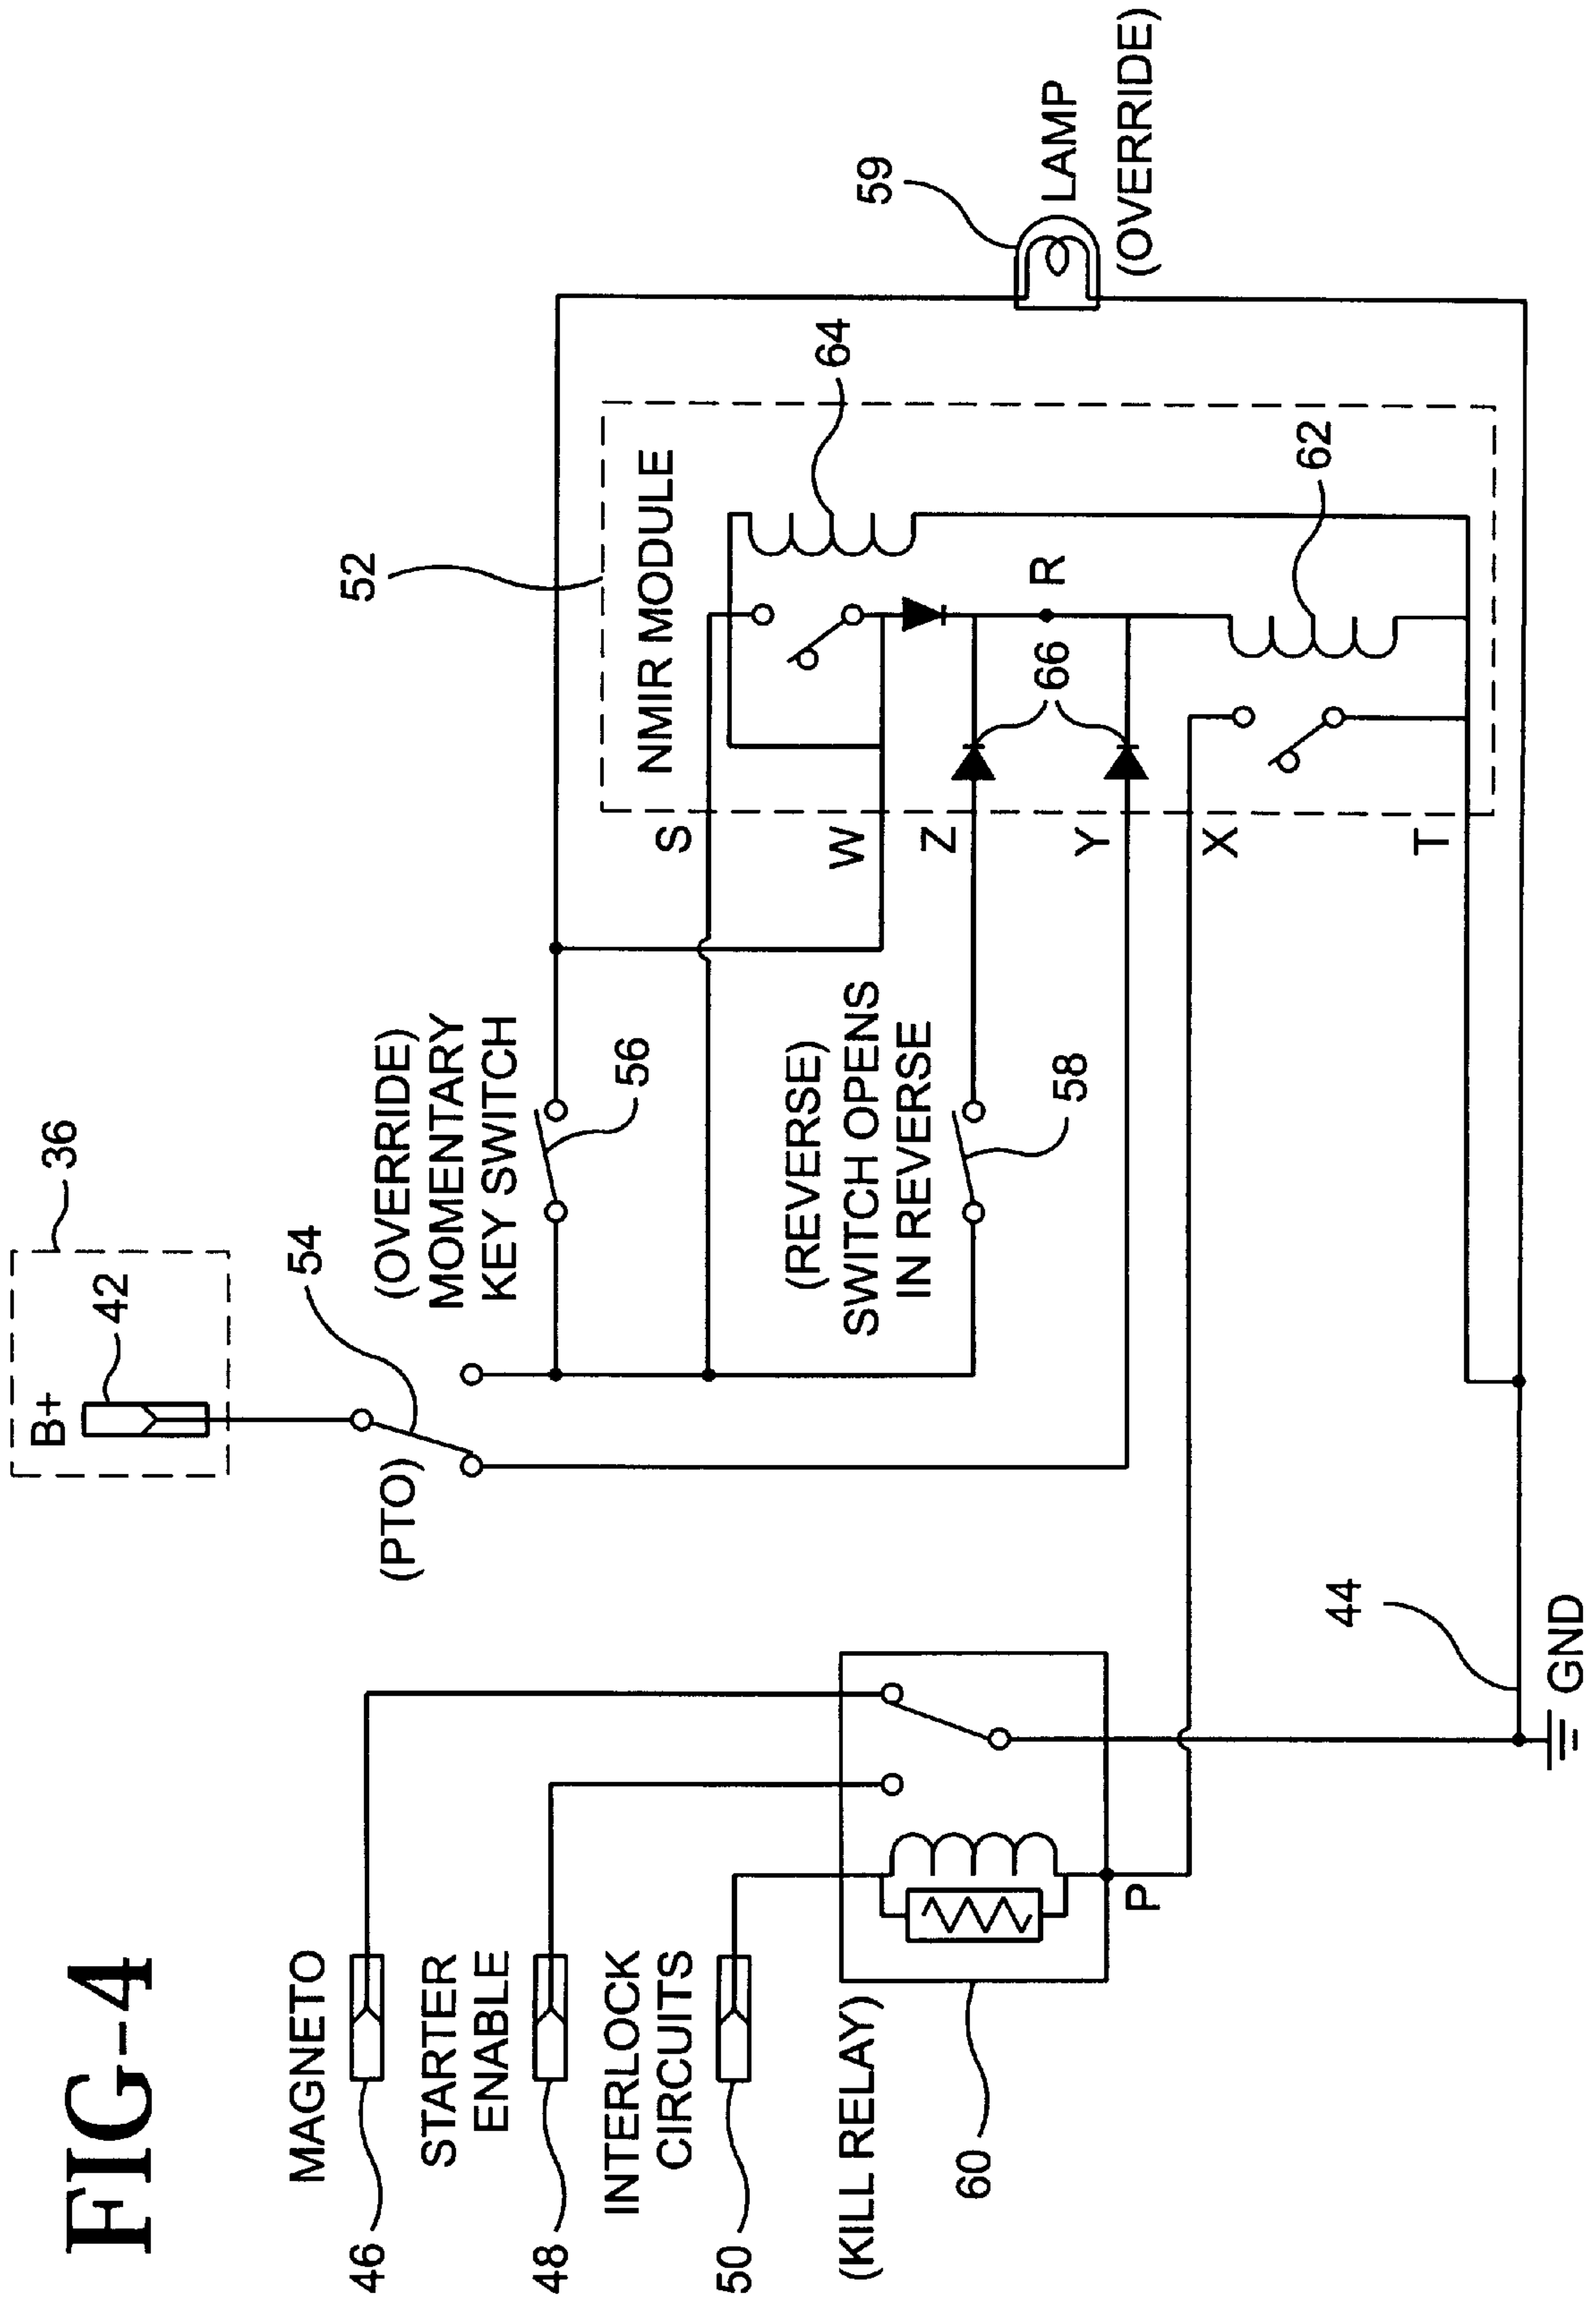 FIG-4
36
B+
42
54
(PTO)
MAGNETO
46
STARTER
ENABLE
48
INTERLOCK
CIRCUITS
50
(KILL RELAY)
60
P
(OVERRIDE)
MOMENTARY
KEY SWITCH
56
(REVERSE)
SWITCH OPENS
IN REVERSE
58
52
NMIR MODULE
S
W
Z
Y
X
T
64
R
66
62
59
LAMP
(OVERRIDE)
44
GND